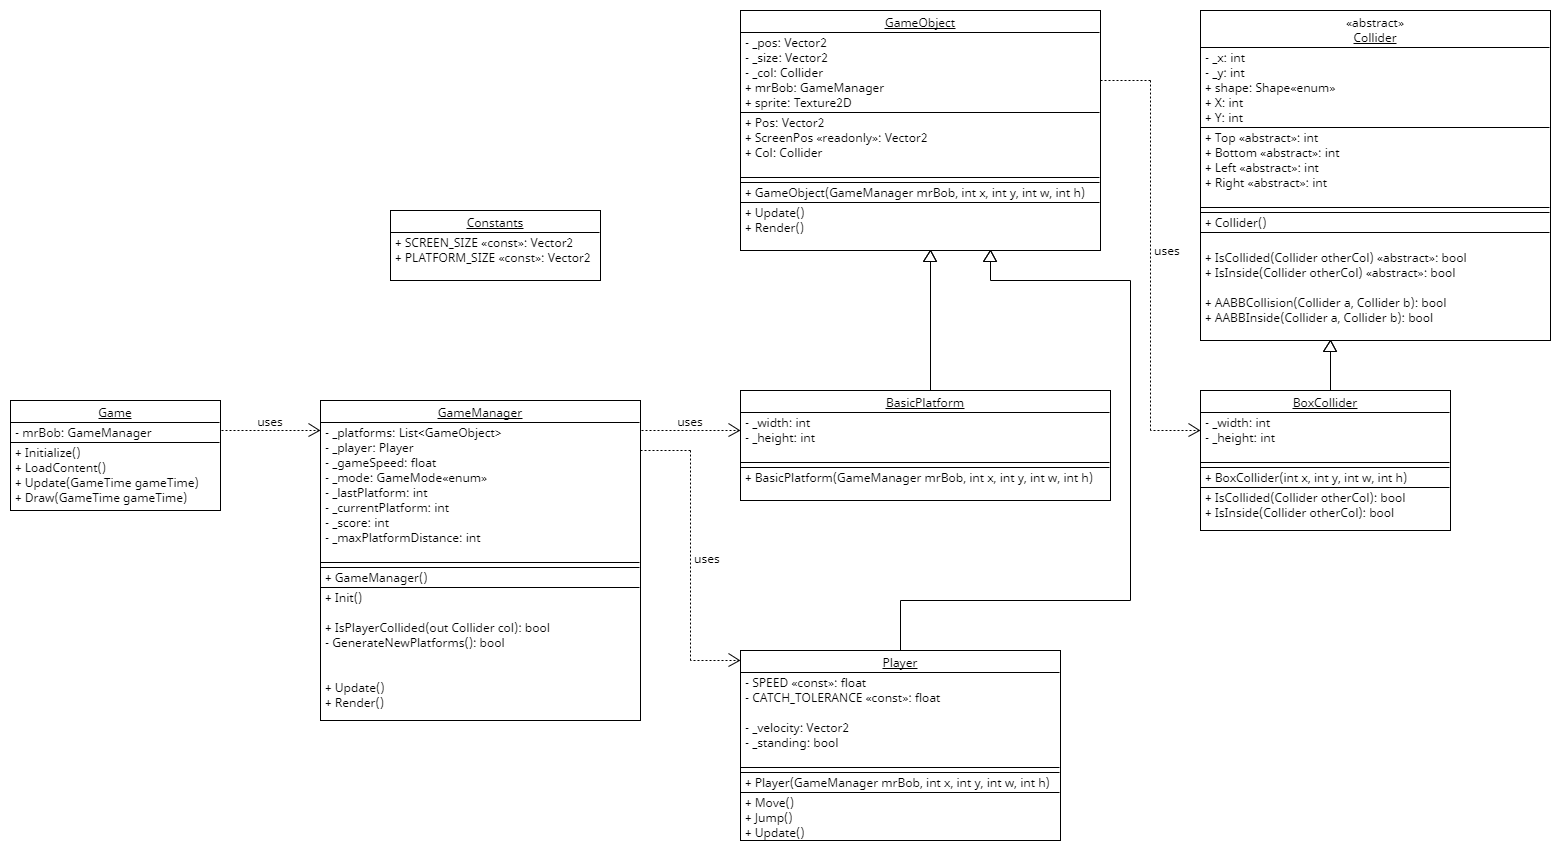 GameObject
- _pos: Vector2
- _size: Vector2
- _col: Collider
+ mrBob: GameManager
+ sprite: Texture2D
+ Pos: Vector2
+ ScreenPos «readonly»: Vector2
+ Col: Collider
+ GameObject(GameManager mrBob, int x, int y, int w, int h)
+ Update()
+ Render()
«abstract»
Collider
- _x: int
- _y: int
+ shape: Shape«enum»
+ X: int
+ Y: int
+ Top «abstract»: int
+ Bottom «abstract»: int
+ Left «abstract»: int
+ Right «abstract»: int
+ Collider()
+ IsCollided(Collider otherCol) «abstract»: bool
+ IsInside(Collider otherCol) «abstract»: bool
+ AABBCollision(Collider a, Collider b): bool
+ AABBInside(Collider a, Collider b): bool
uses
Constants
+ SCREEN_SIZE «const»: Vector2
+ PLATFORM_SIZE «const»: Vector2
Game
- mrBob: GameManager
+ Initialize()
+ LoadContent()
+ Update(GameTime gameTime)
+ Draw(GameTime gameTime)
uses
GameManager
- _platforms: List<GameObject>
- _player: Player
- _gameSpeed: float
- _mode: GameMode«enum»
- _lastPlatform: int
- _currentPlatform: int
- _score: int
- _maxPlatformDistance: int
+ GameManager()
+ Init()
+ IsPlayerCollided(out Collider col): bool
- GenerateNewPlatforms(): bool
+ Update()
+ Render()
uses
uses
BasicPlatform
- _width: int
- _height: int
+ BasicPlatform(GameManager mrBob, int x, int y, int w, int h)
BoxCollider
- _width: int
- _height: int
+ BoxCollider(int x, int y, int w, int h)
+ IsCollided(Collider otherCol): bool
+ IsInside(Collider otherCol): bool
Player
- SPEED «const»: float
- CATCH_TOLERANCE «const»: float
- _velocity: Vector2
- _standing: bool
+ Player(GameManager mrBob, int x, int y, int w, int h)
+ Move()
+ Jump()
+ Update()